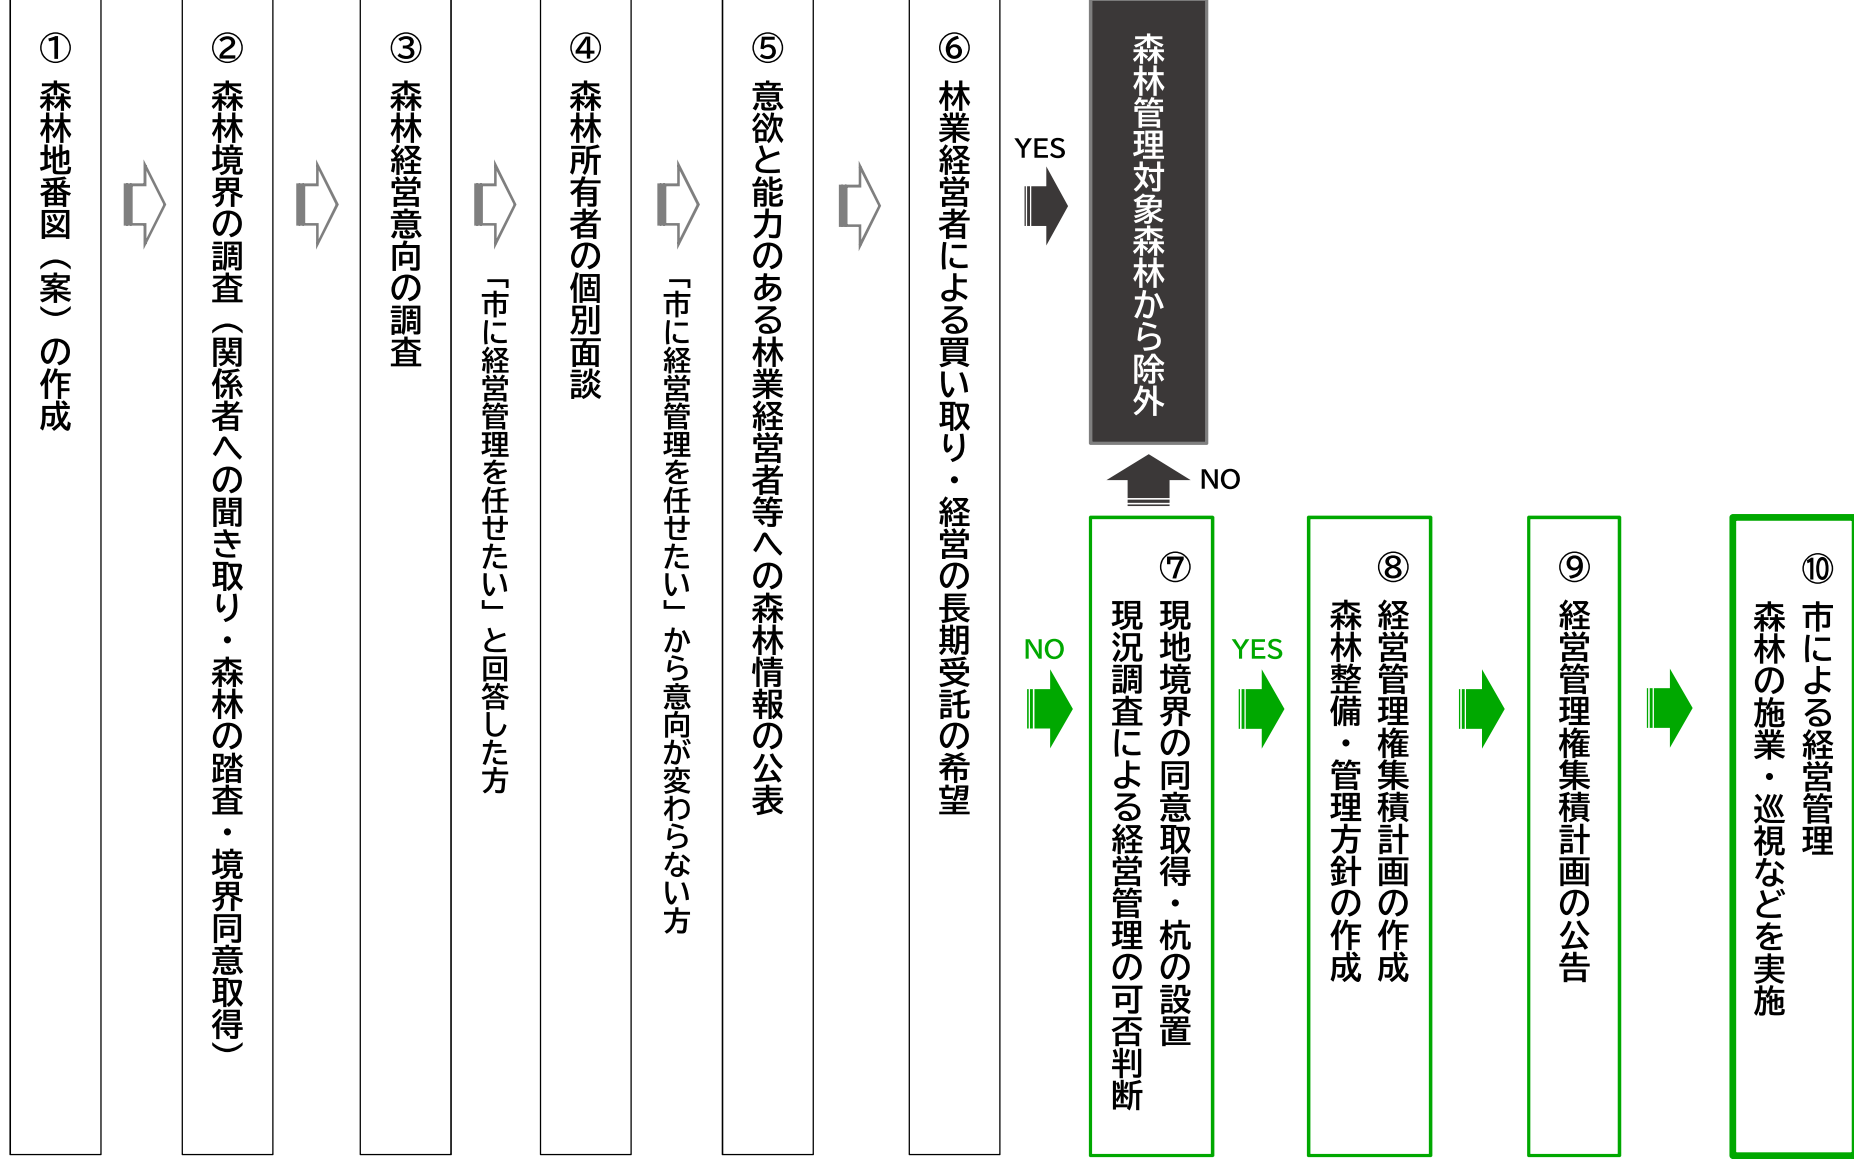 ① 森林地番図（案）の作成
② 森林境界の調査（関係者への聞き取り・森林の踏査・境界同意取得）
③ 森林経営意向の調査
「市に経営管理を任せたい」と回答した方
④ 森林所有者の個別面談
「市に経営管理を任せたい」から意向が変わらない方
⑤ 意欲と能力のある林業経営者等への森林情報の公表
⑥ 林業経営者による買い取り・経営の長期受託の希望
YES
森林管理対象森林から除外
NO
NO
⑦ 現地境界の同意取得・杭の設置
現況調査による経営管理の可否判断
YES
⑧ 経営管理権集積計画の作成
森林整備・管理方針の作成
⑨ 経営管理権集積計画の公告
⑩ 市による経営管理
森林の施業・巡視などを実施